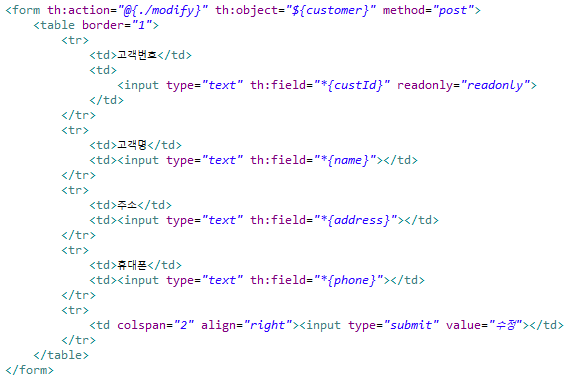 <form th:action="@{./modify}" th:object="${customer}" method="post">
    <table border="1">
        <tr>
            <td>고객번호</td>
            <td>
                <input type="text" th:field="*{custId}" readonly="readonly">
            </td>
        </tr>
        <tr>
            <td>고객명</td>
            <td><input type="text" th:field="*{name}"></td>
        </tr>
        <tr>
            <td>주소</td>
            <td><input type="text" th:field="*{address}"></td>
        </tr>
        <tr>
            <td>휴대폰</td>
            <td><input type="text" th:field="*{phone}"></td>
        </tr>
        <tr>
            <td colspan="2" align="right"><input type="submit" value="수정"></td>
        </tr>
    </table>
</form>